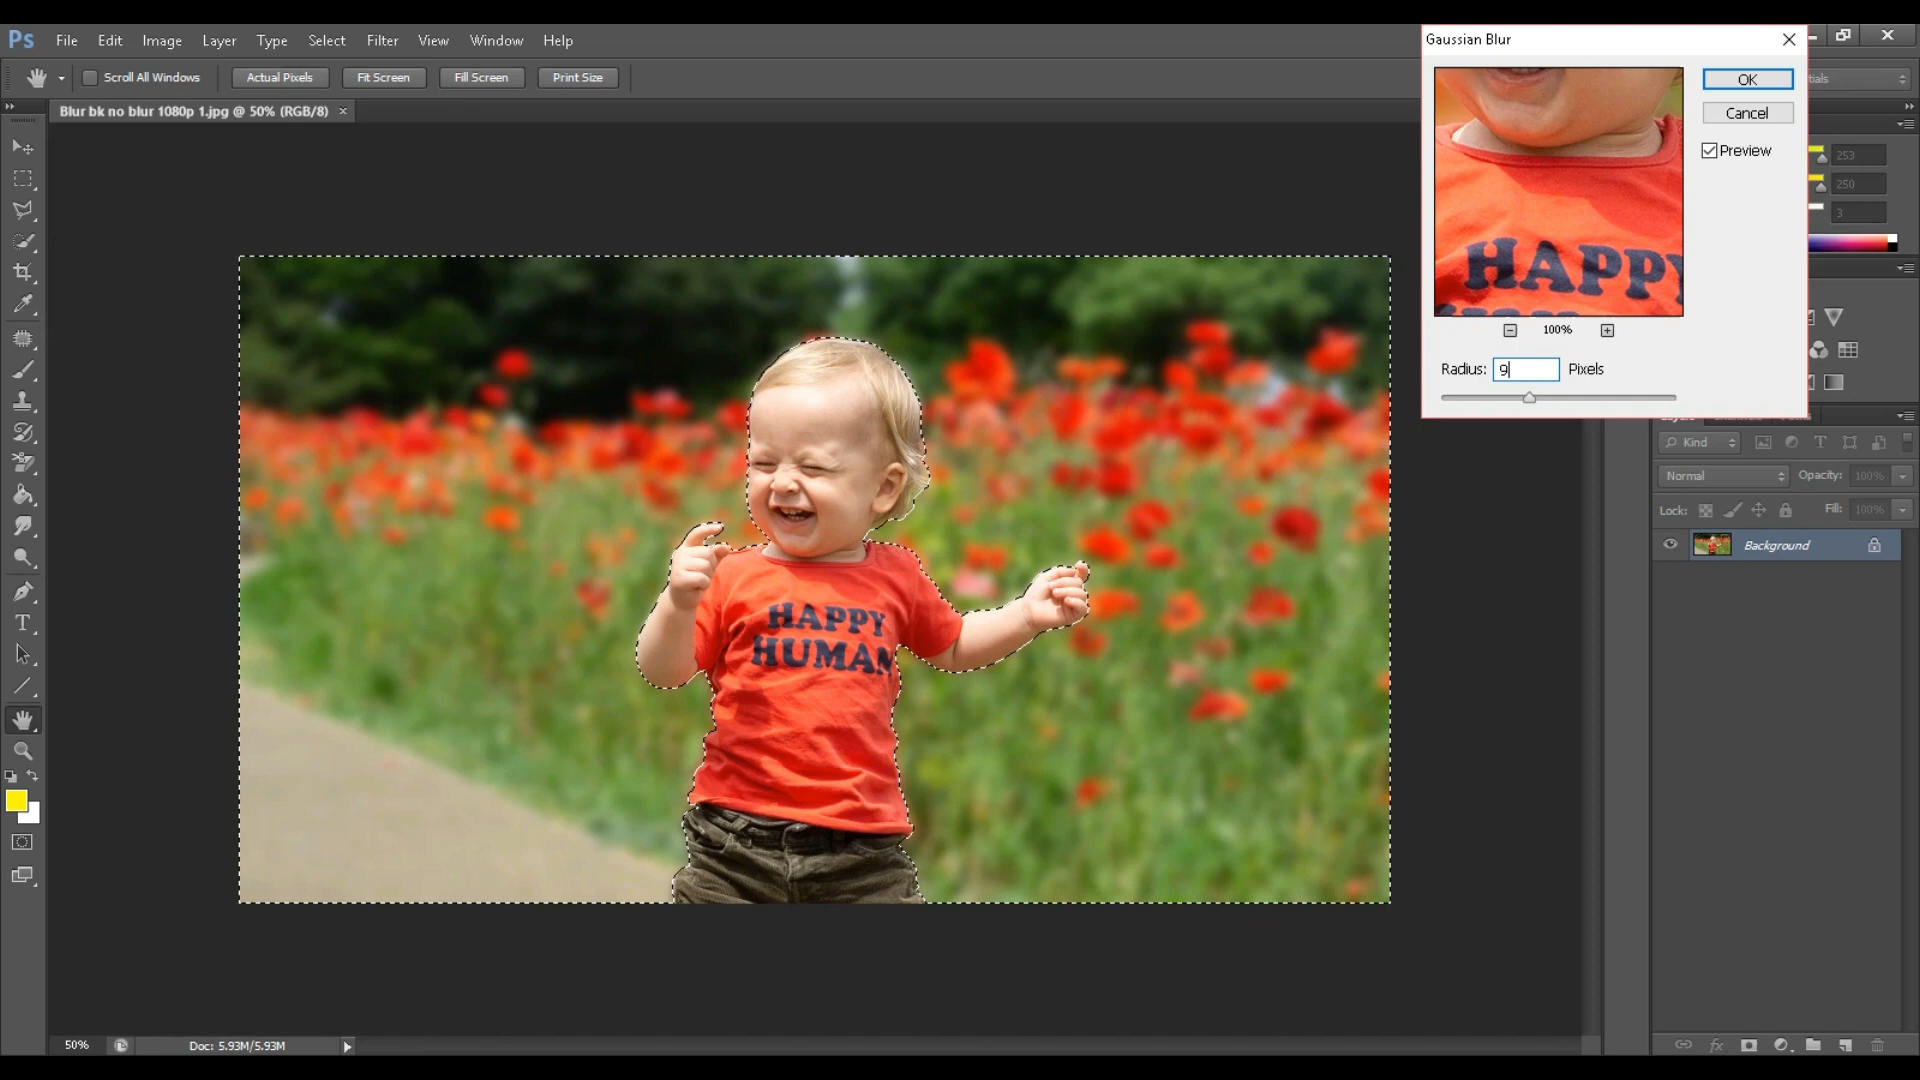 Ps File Edit Image Layer Type Select Filter View Window Help
Gaussian Blur
Scroll All Windows Actual Pixels Fit Screen Fill Screen Print Size
OK
Cancel
Preview
Blur bk no blur 1080p 1.jpg @ 50% (RGB/8)
253
250
3
HAPPY
100%
Radius: 9 Pixels
Kind
Normal Opacity: 100%
Lock: Fill: 100%
Background
HAPPY
HUMAN
50% Doc: 5.93M/5.93M
fx